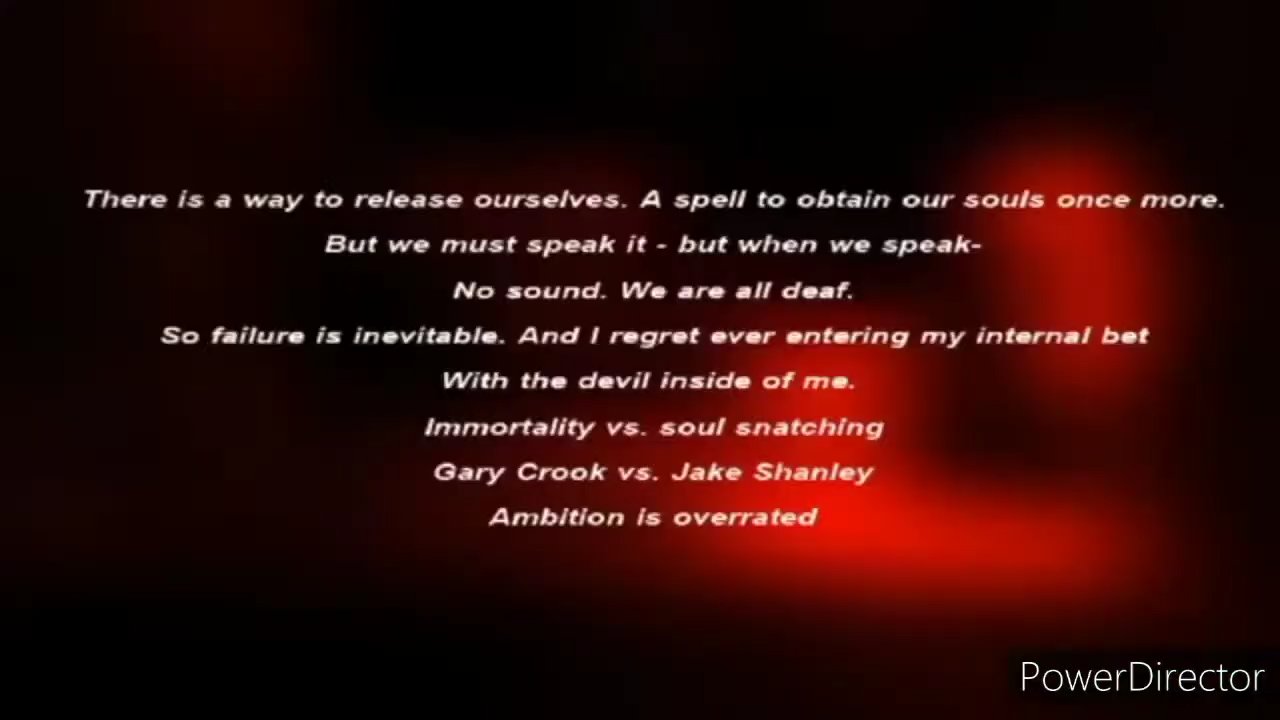 There is a way to release ourselves. A spell to obtain our souls once more.
But we must speak it - but when we speak-
No sound. We are all deaf.
So failure is inevitable. And I regret ever entering my internal bet
With the devil inside of me.
Immortality vs. soul snatching
Gary Crook vs. Jake Shanley
Ambition is overrated
PowerDirector